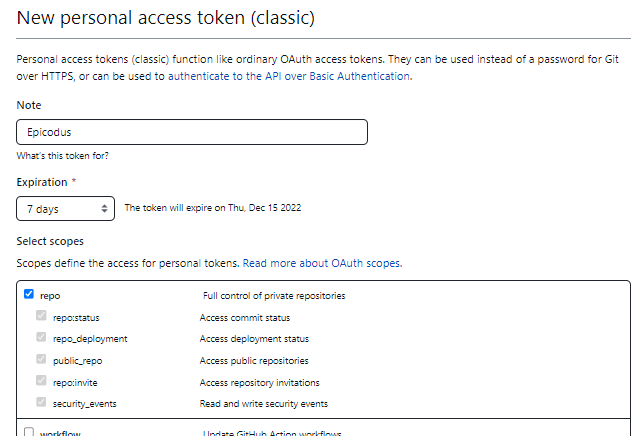 New personal access token (classic)
Personal access tokens (classic) function like ordinary OAuth access tokens. They can be used instead of a password for Git
over HTTPS, or can be used to authenticate to the API over Basic Authentication.
Note
Epicodus
What's this token for?
Expiration *
7 days The token will expire on Thu, Dec 15 2022
Select scopes
Scopes define the access for personal tokens. Read more about OAuth scopes.
repo Full control of private repositories
repo:status Access commit status
repo_deployment Access deployment status
public_repo Access public repositories
repo:invite Access repository invitations
security_events Read and write security events
workflow Update GitHub Action workflows